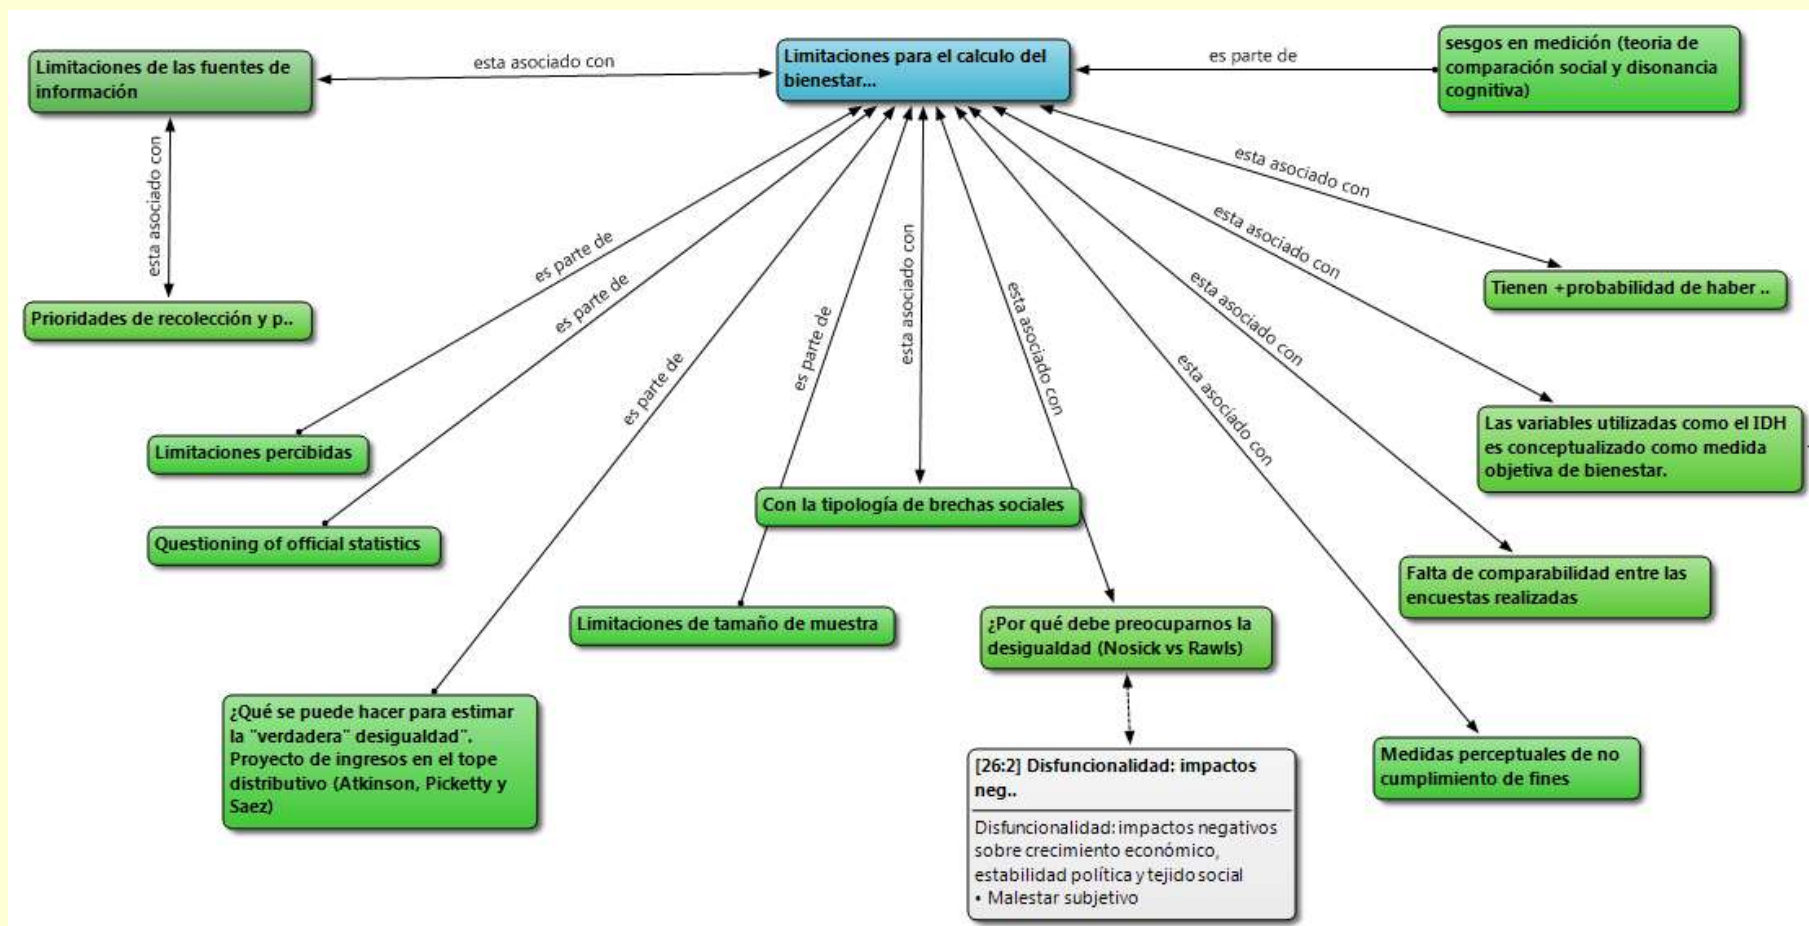 Limitaciones de las fuentes de
información
esta asociado con
Limitaciones para el calculo del
bienestar...
es parte de
sesgos en medición (teoria de
comparación social y disonancia
cognitiva)
esta asociado con
Prioridades de recolección y p..
es parte de
es parte de
es parte de
es parte de
esta asociado con
esta asociado con
esta asociado con
esta asociado con
esta asociado con
esta asociado con
Tienen +probabilidad de haber ..
Limitaciones percibidas
Las variables utilizadas como el IDH
es conceptualizado como medida
objetiva de bienestar.
Questioning of official statistics
Con la tipología de brechas sociales
Falta de comparabilidad entre las
encuestas realizadas
Limitaciones de tamaño de muestra
¿Por qué debe preocuparnos la
desigualdad (Nosick vs Rawls)
¿Qué se puede hacer para estimar
la ¨verdadera¨ desigualdad¨.
Proyecto de ingresos en el tope
distributivo (Atkinson, Picketty y
Saez)
[26:2] Disfuncionalidad: impactos
neg..
Disfuncionalidad: impactos negativos
sobre crecimiento económico,
estabilidad política y tejido social
• Malestar subjetivo
Medidas perceptuales de no
cumplimiento de fines